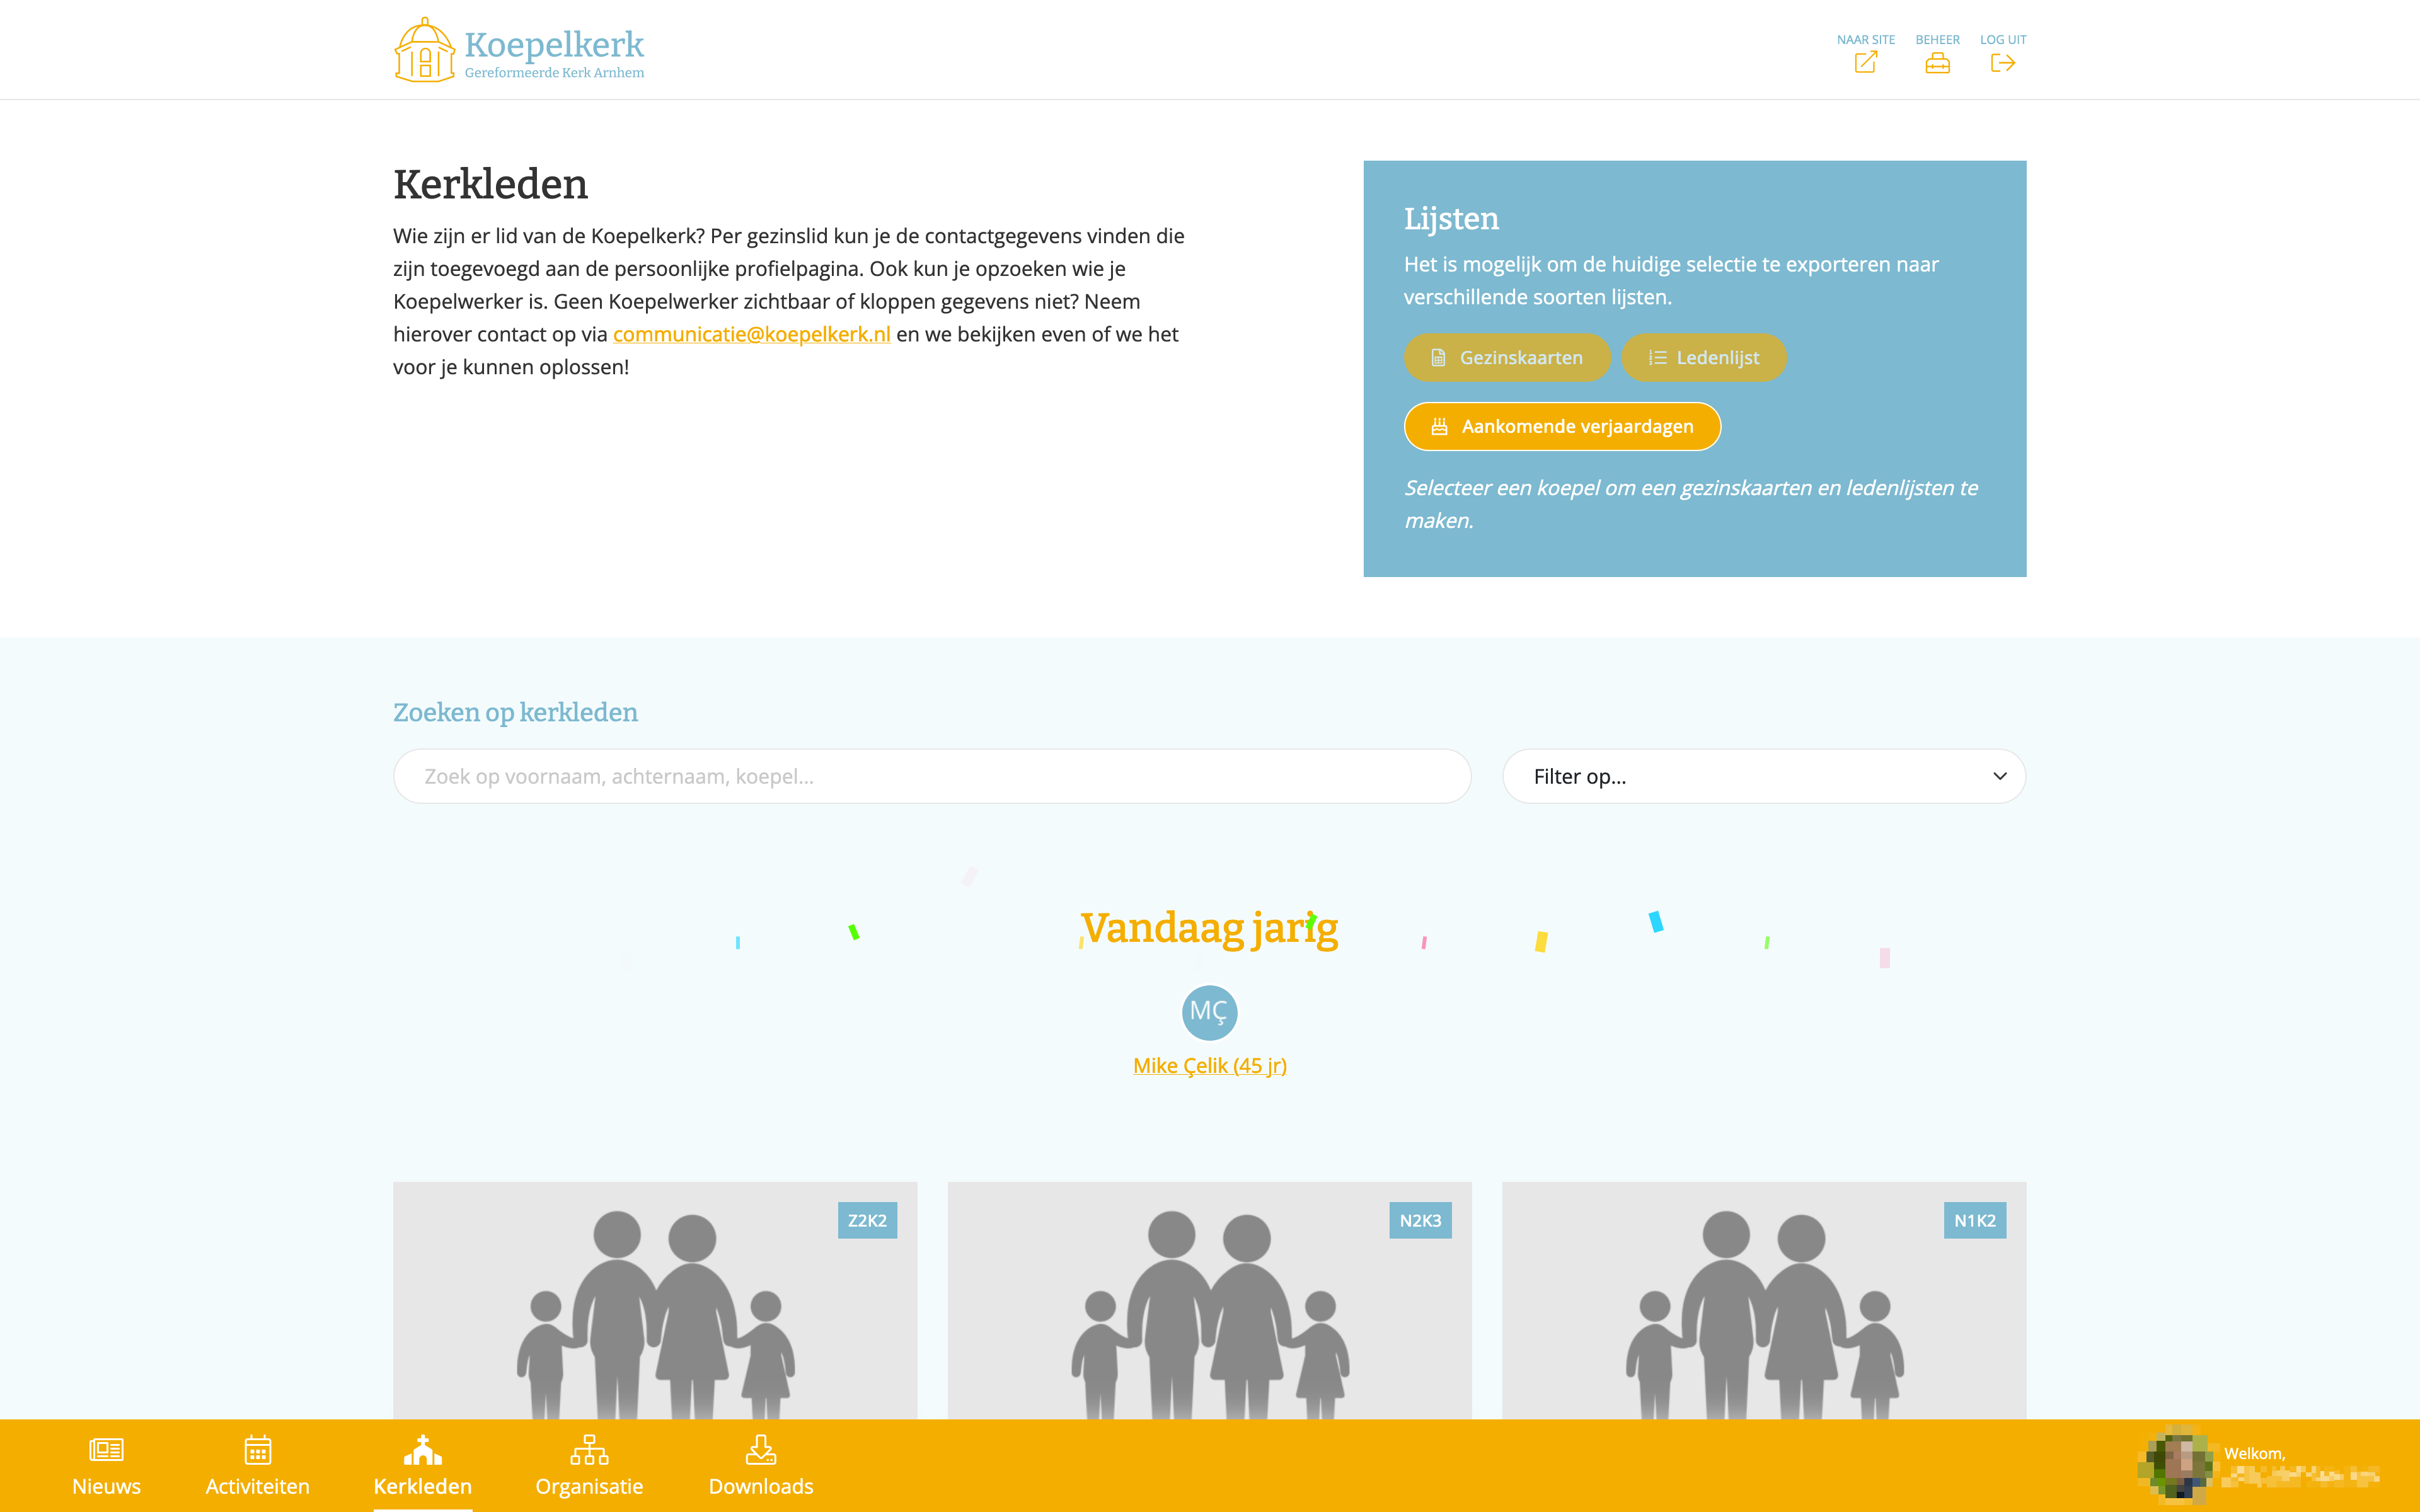 Koepelkerk
Gereformeerde Kerk Arnhem
NAAR SITE
BEHEER
LOG UIT
Kerkleden
Wie zijn er lid van de Koepelkerk? Per gezinslid kun je de contactgegevens vinden die
zijn toegevoegd aan de persoonlijke profielpagina. Ook kun je opzoeken wie je
Koepelwerker is. Geen Koepelwerker zichtbaar of kloppen gegevens niet? Neem
hierover contact op via communicatie@koepelkerk.nl en we bekijken even of we het
voor je kunnen oplossen!
Lijsten
Het is mogelijk om de huidige selectie te exporteren naar
verschillende soorten lijsten.
Gezinskaarten
Ledenlijst
Aankomende verjaardagen
Selecteer een koepel om een gezinskaarten en ledenlijsten te
maken.
Zoeken op kerkleden
Zoek op voornaam, achternaam, koepel...
Filter op...
Vandaag jarig
MÇ
Mike Çelik (45 jr)
Z2K2
N2K3
N1K2
Nieuws
Activiteiten
Kerkleden
Organisatie
Downloads
Welkom,